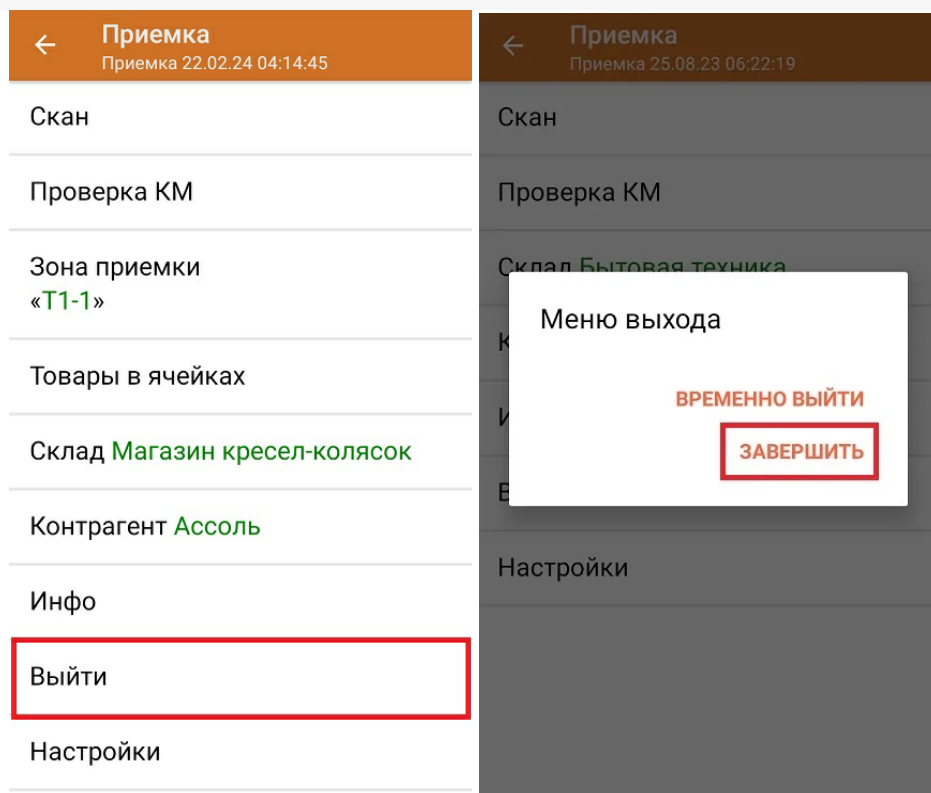 Приемка
Приемка 22.02.24 04:14:45
Скан
Проверка КМ
Зона приемки
«Т1-1»
Товары в ячейках
Склад Магазин кресел-колясок
Контрагент Ассоль
Инфо
Выйти
Настройки
Приемка
Приемка 25.08.23 06:22:19
Скан
Проверка КМ
Склад Бытовая техника
Меню выхода
ВРЕМЕННО ВЫЙТИ
ЗАВЕРШИТЬ
Настройки